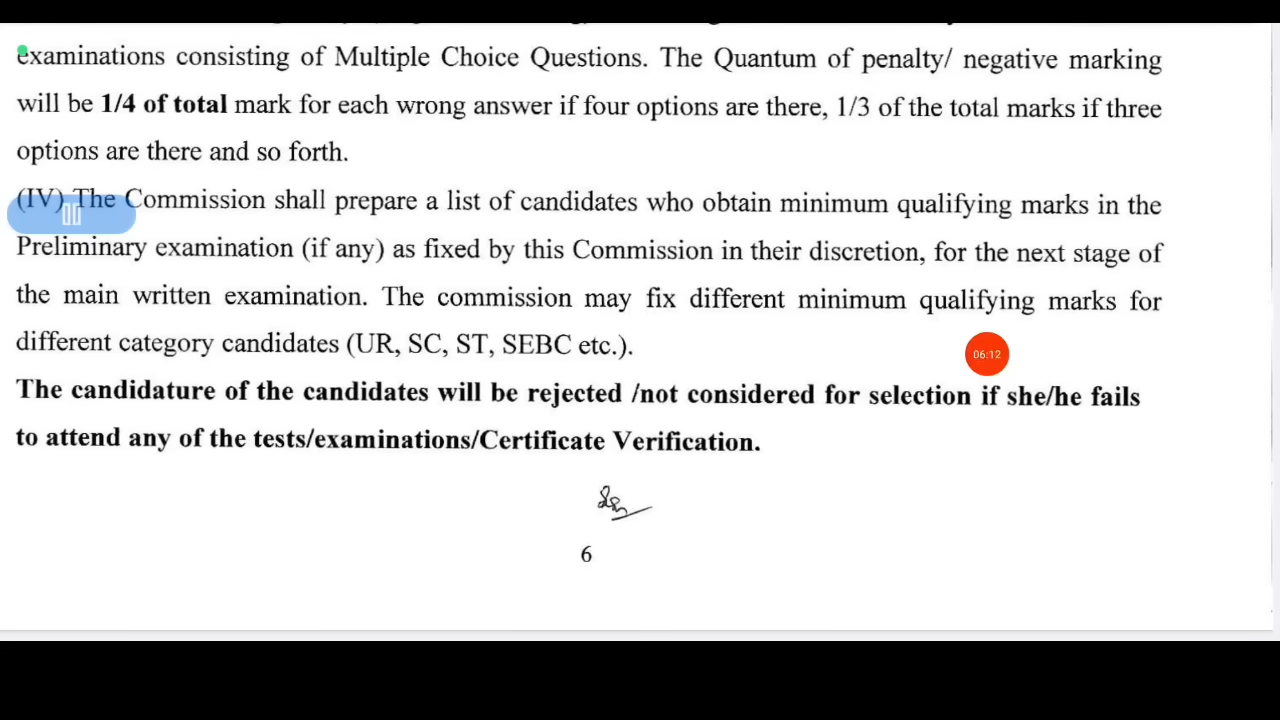 examinations consisting of Multiple Choice Questions. The Quantum of penalty/ negative marking
will be 1/4 of total mark for each wrong answer if four options are there, 1/3 of the total marks if three
options are there and so forth.
(IV) The Commission shall prepare a list of candidates who obtain minimum qualifying marks in the
Preliminary examination (if any) as fixed by this Commission in their discretion, for the next stage of
the main written examination. The commission may fix different minimum qualifying marks for
different category candidates (UR, SC, ST, SEBC etc.).
06:12
The candidature of the candidates will be rejected /not considered for selection if she/he fails
to attend any of the tests/examinations/Certificate Verification.
6